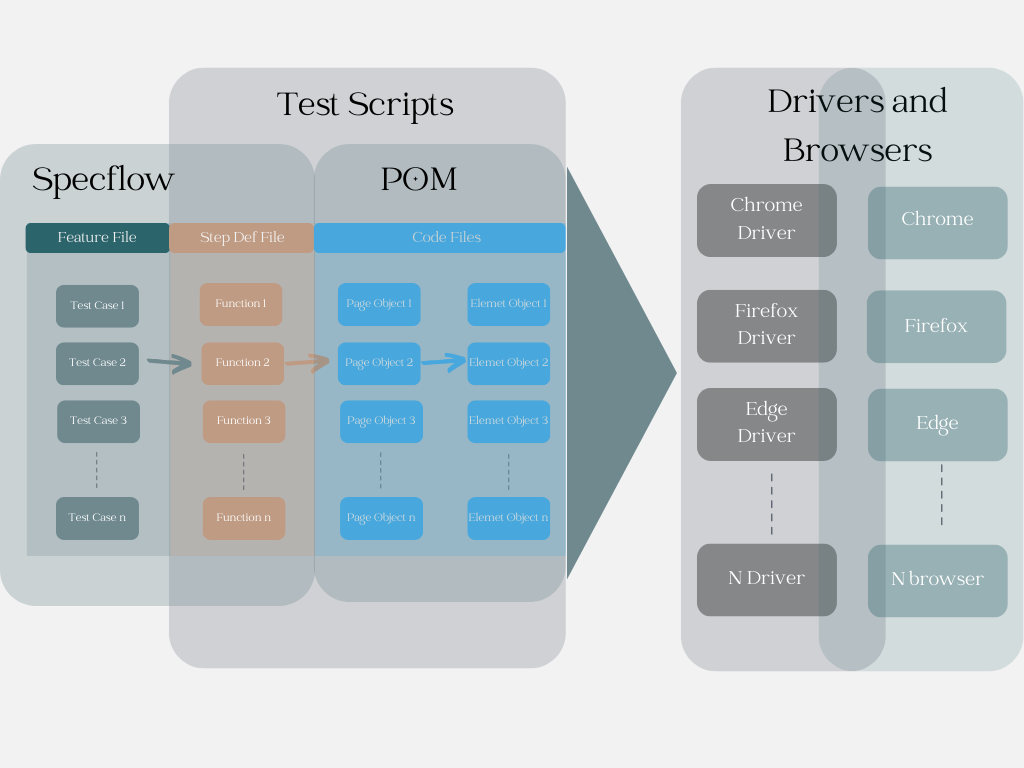 Test Scripts
Specflow
POM
Feature File
Step Def File
Code Files
Test Case 1
Function 1
Page Object 1
Elemet Object 1
Test Case 2
Function 2
Page Object 2
Elemet Object 2
Test Case 3
Function 3
Page Object 3
Elemet Object 3
Test Case n
Function n
Page Object n
Elemet Object n
Drivers and
Browsers
Chrome
Driver
Chrome
Firefox
Driver
Firefox
Edge
Driver
Edge
N Driver
N browser